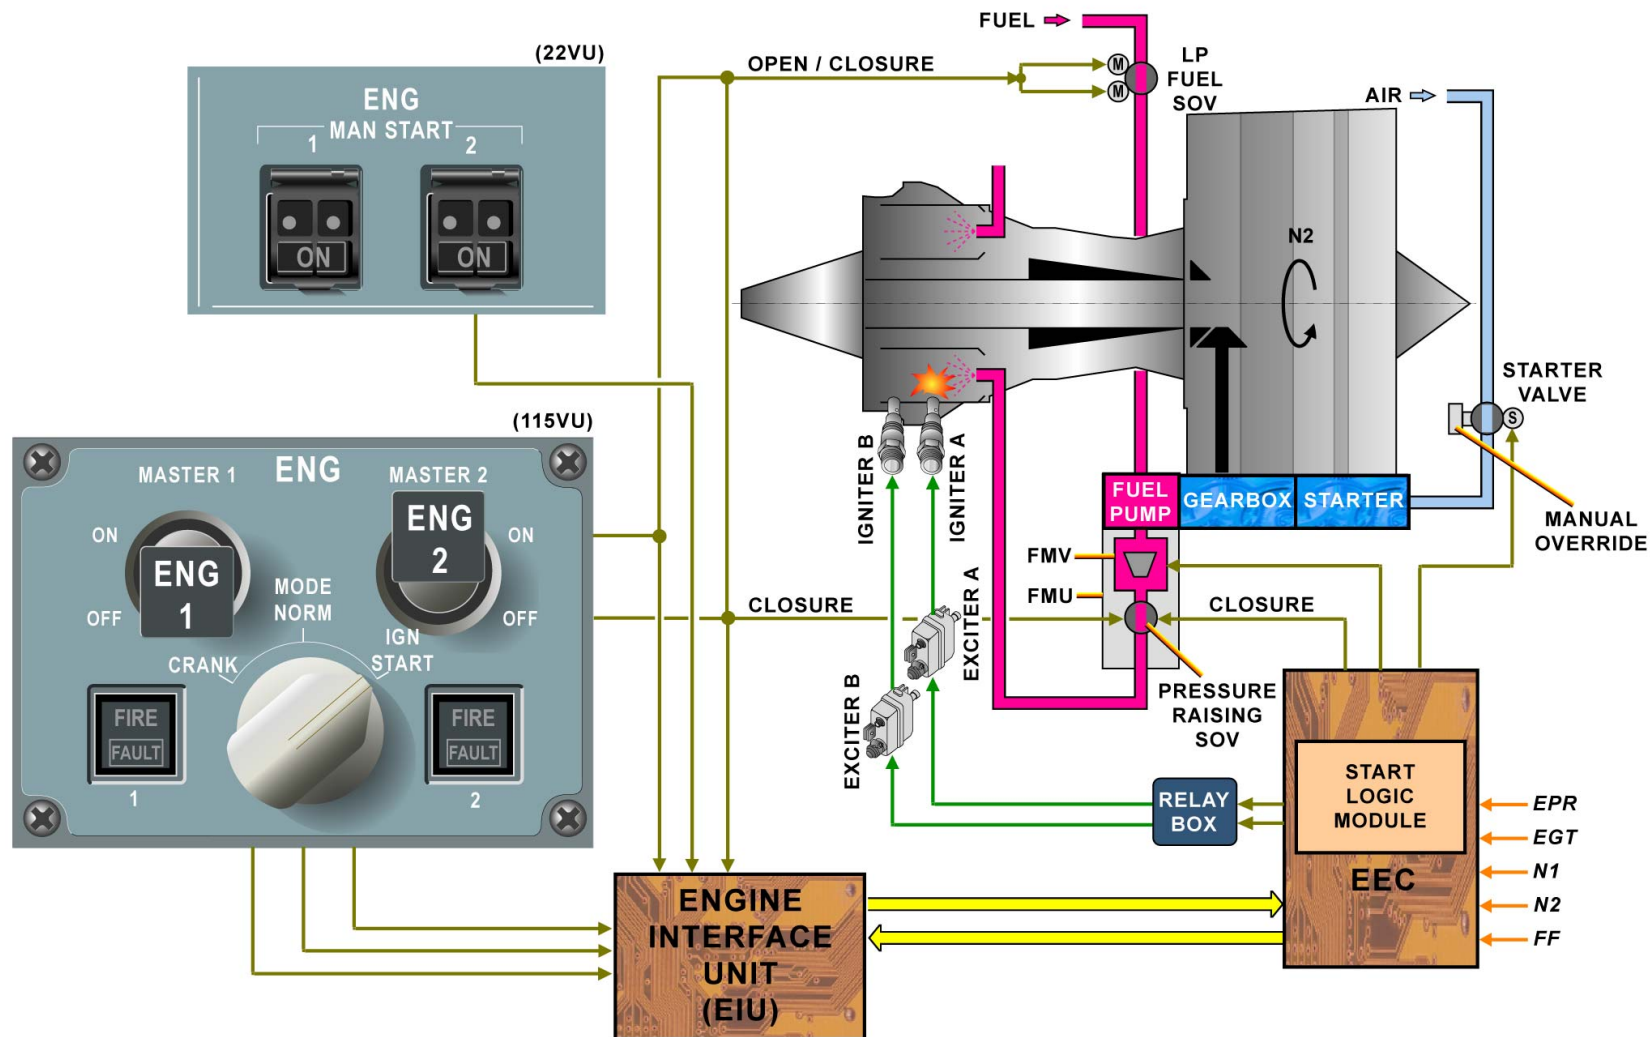 (22VU)
ENG
MAN START
1
2
ON
ON
FUEL
OPEN / CLOSURE
M
M
LP
FUEL
SOV
AIR
N2
STARTER
VALVE
S
MANUAL
OVERRIDE
(115VU)
MASTER 1
ENG
MASTER 2
ON
OFF
ENG
1
ENG
2
ON
OFF
MODE
NORM
CRANK
IGN
START
FIRE
FAULT
1
FIRE
FAULT
2
IGNITER B
IGNITER A
EXCITER B
EXCITER A
FUEL
PUMP
GEARBOX
STARTER
FMV
FMU
CLOSURE
CLOSURE
PRESSURE
RAISING
SOV
RELAY
BOX
START
LOGIC
MODULE
EEC
EPR
EGT
N1
N2
FF
ENGINE
INTERFACE
UNIT
(EIU)